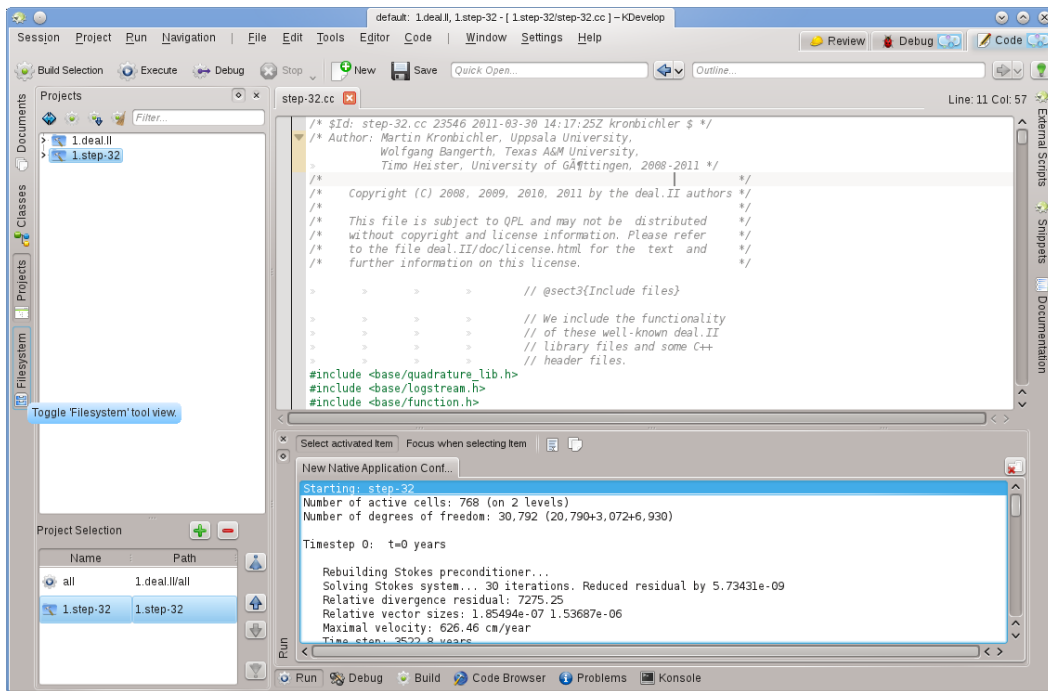 default: 1.deal.II, 1.step-32 - [ 1.step-32/step-32.cc ] – KDevelop
Session Project Run Navigation | File Edit Tools Editor Code | Window Settings Help
Review Debug Code
Build Selection Execute Debug Stop New Save Quick Open... Outline...
Projects
Filter...
1.deal.II
1.step-32
Documents
Classes
Projects
Filesystem
Toggle 'Filesystem' tool view.
step-32.cc
Line: 11 Col: 57
/* $Id: step-32.cc 23546 2011-03-30 14:17:25Z kronbichler $ */
/* Author: Martin Kronbichler, Uppsala University,
Wolfgang Bangerth, Texas A&M University,
Timo Heister, University of GÃ¶ttingen, 2008-2011 */
/* */
/* Copyright (C) 2008, 2009, 2010, 2011 by the deal.II authors */
/* */
/* This file is subject to QPL and may not be distributed */
/* without copyright and license information. Please refer */
/* to the file deal.II/doc/license.html for the text and */
/* further information on this license. */
// @sect3{Include files}
// We include the functionality
// of these well-known deal.II
// library files and some C++
// header files.
#include <base/quadrature_lib.h>
#include <base/logstream.h>
#include <base/function.h>
External Scripts
Snippets
Documentation
Project Selection
Name Path
all 1.deal.II/all
1.step-32 1.step-32
Select activated Item Focus when selecting Item
New Native Application Conf...
Starting: step-32
Number of active cells: 768 (on 2 levels)
Number of degrees of freedom: 30,792 (20,790+3,072+6,930)
Timestep 0: t=0 years
Rebuilding Stokes preconditioner...
Solving Stokes system... 30 iterations. Reduced residual by 5.73431e-09
Relative divergence residual: 7275.25
Relative vector sizes: 1.85494e-07 1.53687e-06
Maximal velocity: 626.46 cm/year
Time step: 3522.8 years
Run
Run Debug Build Code Browser Problems Konsole